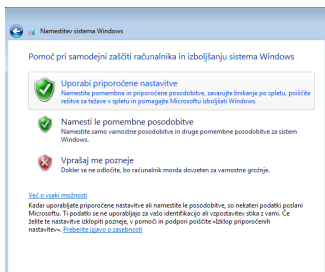 Namestitev sistema Windows
Pomoč pri samodejni zaščiti računalnika in izboljšanju sistema Windows
Uporabi priporočene nastavitve
Namestite pomembne in priporočene posodobitve, zavarujte brskanje po spletu, poiščite
rešitve za težave v spletu in pomagajte Microsoftu izboljšati Windows.
Namesti le pomembne posodobitve
Namestite samo varnostne posodobitve in druge pomembne posodobitve za sistem
Windows.
Vprašaj me pozneje
Dokler se ne odločite, bo računalnik morda dovzeten za varnostne grožnje.
Več o vsaki možnosti
Kadar uporabljate priporočene nastavitve ali namestite le posodobitve, so nekateri podatki poslani
Microsoftu. Ti podatki se ne uporabljajo za vašo identifikacijo ali vzpostavitev stika z vami. Če
želite te nastavitve izklopiti pozneje, v pomoči in podpori poiščite »Izklop priporočenih
nastavitev«. Preberite izjavo o zasebnosti